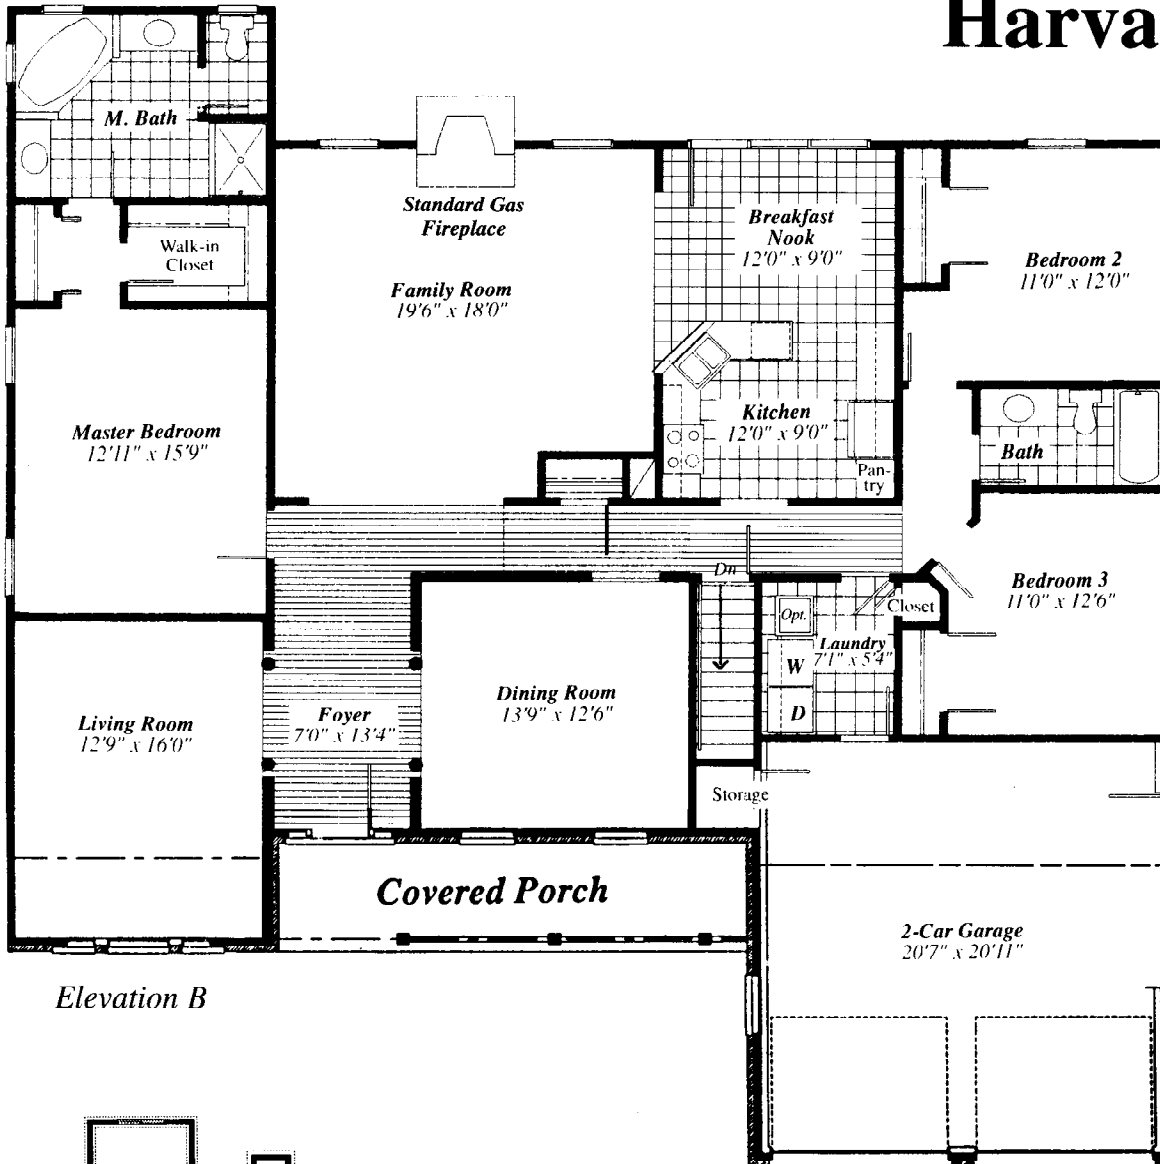 Harva
M. Bath
Standard Gas
Fireplace
Breakfast
Nook
12'0" x 9'0"
Walk-in
Closet
Bedroom 2
11'0" x 12'0"
Family Room
19'6" x 18'0"
Master Bedroom
12'11" x 15'9"
Kitchen
12'0" x 9'0"
Bath
Pan-
try
Dn
Bedroom 3
11'0" x 12'6"
Closet
Opt.
Laundry
7'1" x 5'4"
W
D
Dining Room
13'9" x 12'6"
Foyer
7'0" x 13'4"
Living Room
12'9" x 16'0"
Storage
Covered Porch
2-Car Garage
20'7" x 20'11"
Elevation B